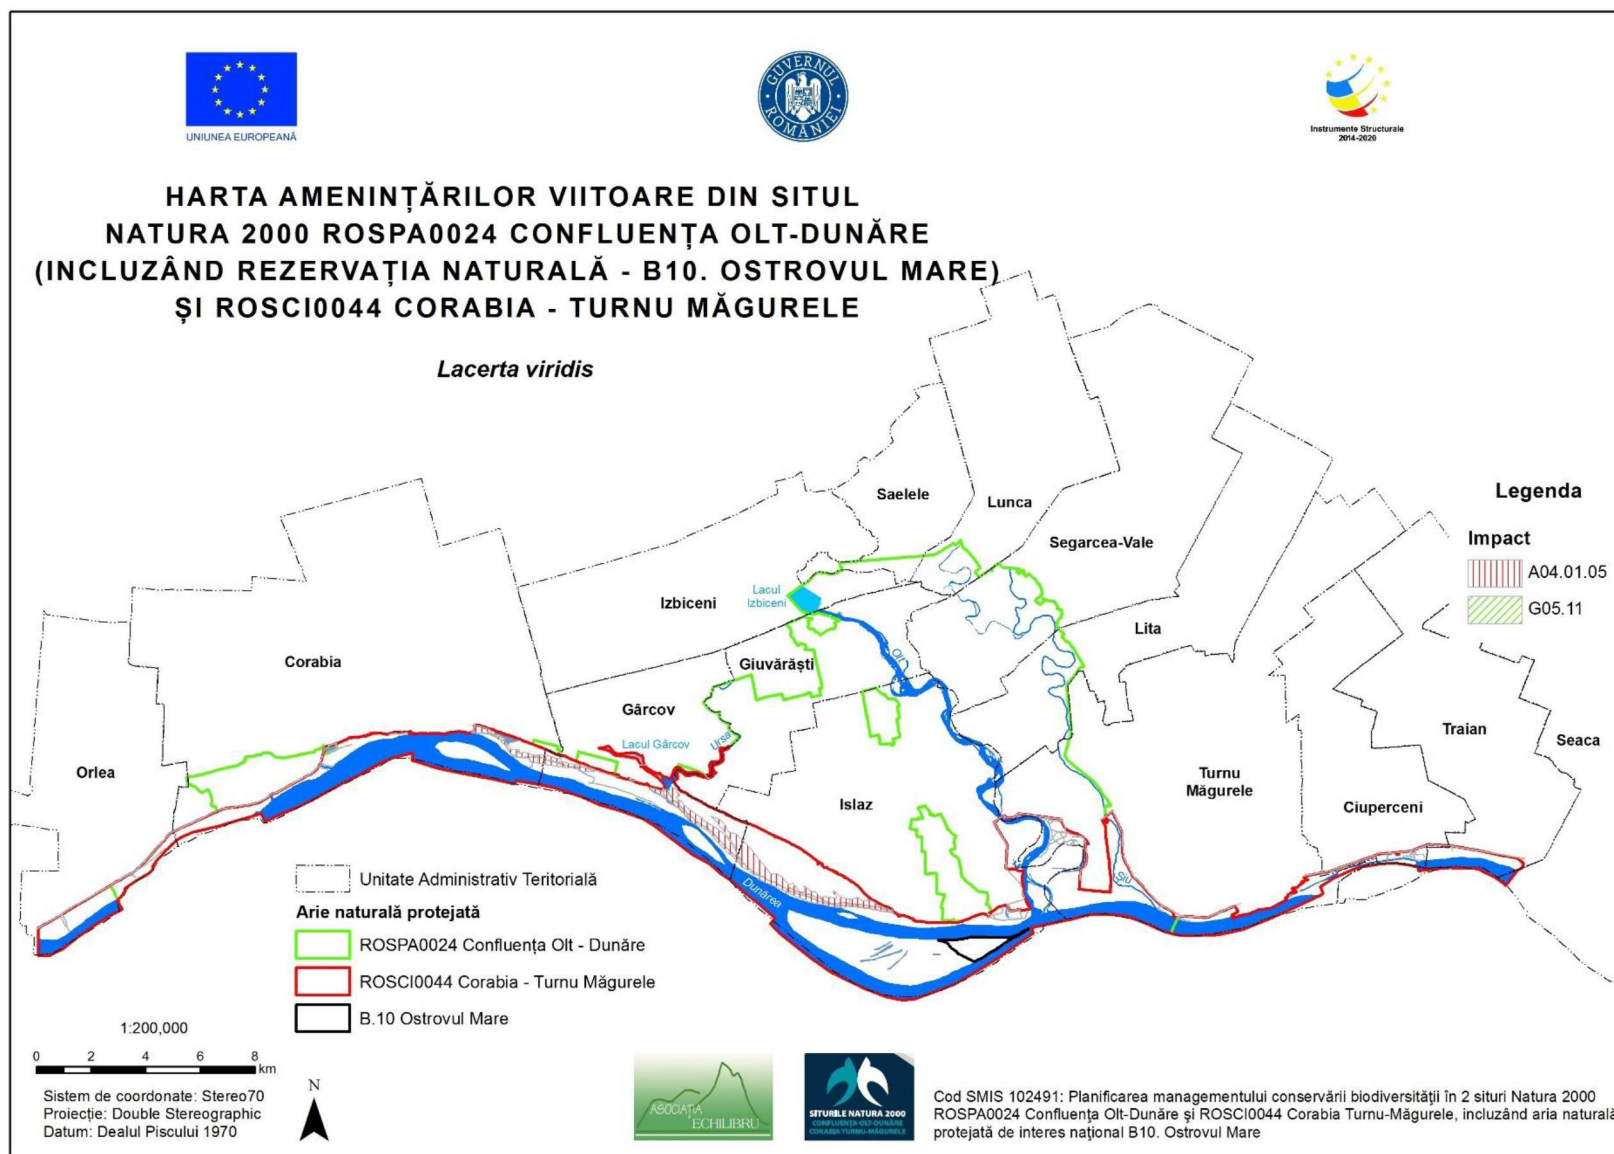 UNIUNEA EUROPEANĂ
GUVERNUL ROMÂNIEI
Instrumente Structurale
2014-2020
HARTA AMENINȚĂRILOR VIITOARE DIN SITUL
NATURA 2000 ROSPA0024 CONFLUENȚA OLT-DUNĂRE
(INCLUZÂND REZERVAȚIA NATURALĂ - B10. OSTROVUL MARE)
ȘI ROSCI0044 CORABIA - TURNU MĂGURELE
Lacerta viridis
Saelele
Lunca
Segarcea-Vale
Legenda
Impact
A04.01.05
G05.11
Lacul
Izbiceni
Izbiceni
Lita
Corabia
Giuvărăști
Olt
Gârcov
Lacul Gârcov
Ursa
Orlea
Islaz
Turnu
Măgurele
Traian
Seaca
Ciuperceni
Dunărea
Siu
Unitate Administrativ Teritorială
Arie naturală protejată
ROSPA0024 Confluența Olt - Dunăre
ROSCI0044 Corabia - Turnu Măgurele
B.10 Ostrovul Mare
1:200,000
0 2 4 6 8
km
Sistem de coordonate: Stereo70
Proiecție: Double Stereographic
Datum: Dealul Piscului 1970
N
ASOCIAȚIA
ECHILIBRU
SITURILE NATURA 2000
CONFLUENȚA OLT-DUNĂRE
CORABIA TURNU-MĂGURELE
Cod SMIS 102491: Planificarea managementului conservării biodiversității în 2 situri Natura 2000
ROSPA0024 Confluența Olt-Dunăre și ROSCI0044 Corabia Turnu-Măgurele, incluzând aria naturală
protejată de interes național B10. Ostrovul Mare